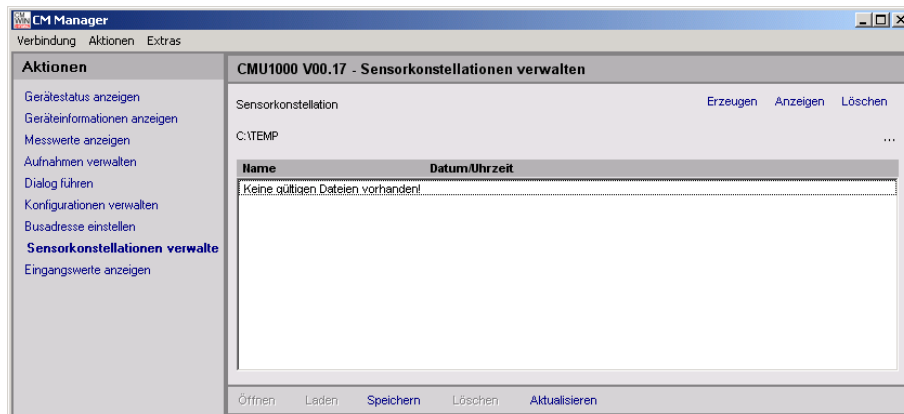 CM WIN CM Manager
Verbindung Aktionen Extras
Aktionen
Gerätestatus anzeigen
Geräteinformationen anzeigen
Messwerte anzeigen
Aufnahmen verwalten
Dialog führen
Konfigurationen verwalten
Busadresse einstellen
Sensorkonstellationen verwalte
Eingangswerte anzeigen
CMU1000 V00.17 - Sensorkonstellationen verwalten
Sensorkonstellation Erzeugen Anzeigen Löschen
C:\TEMP ...
Name Datum/Uhrzeit
Keine gültigen Dateien vorhanden!
Öffnen Laden Speichern Löschen Aktualisieren